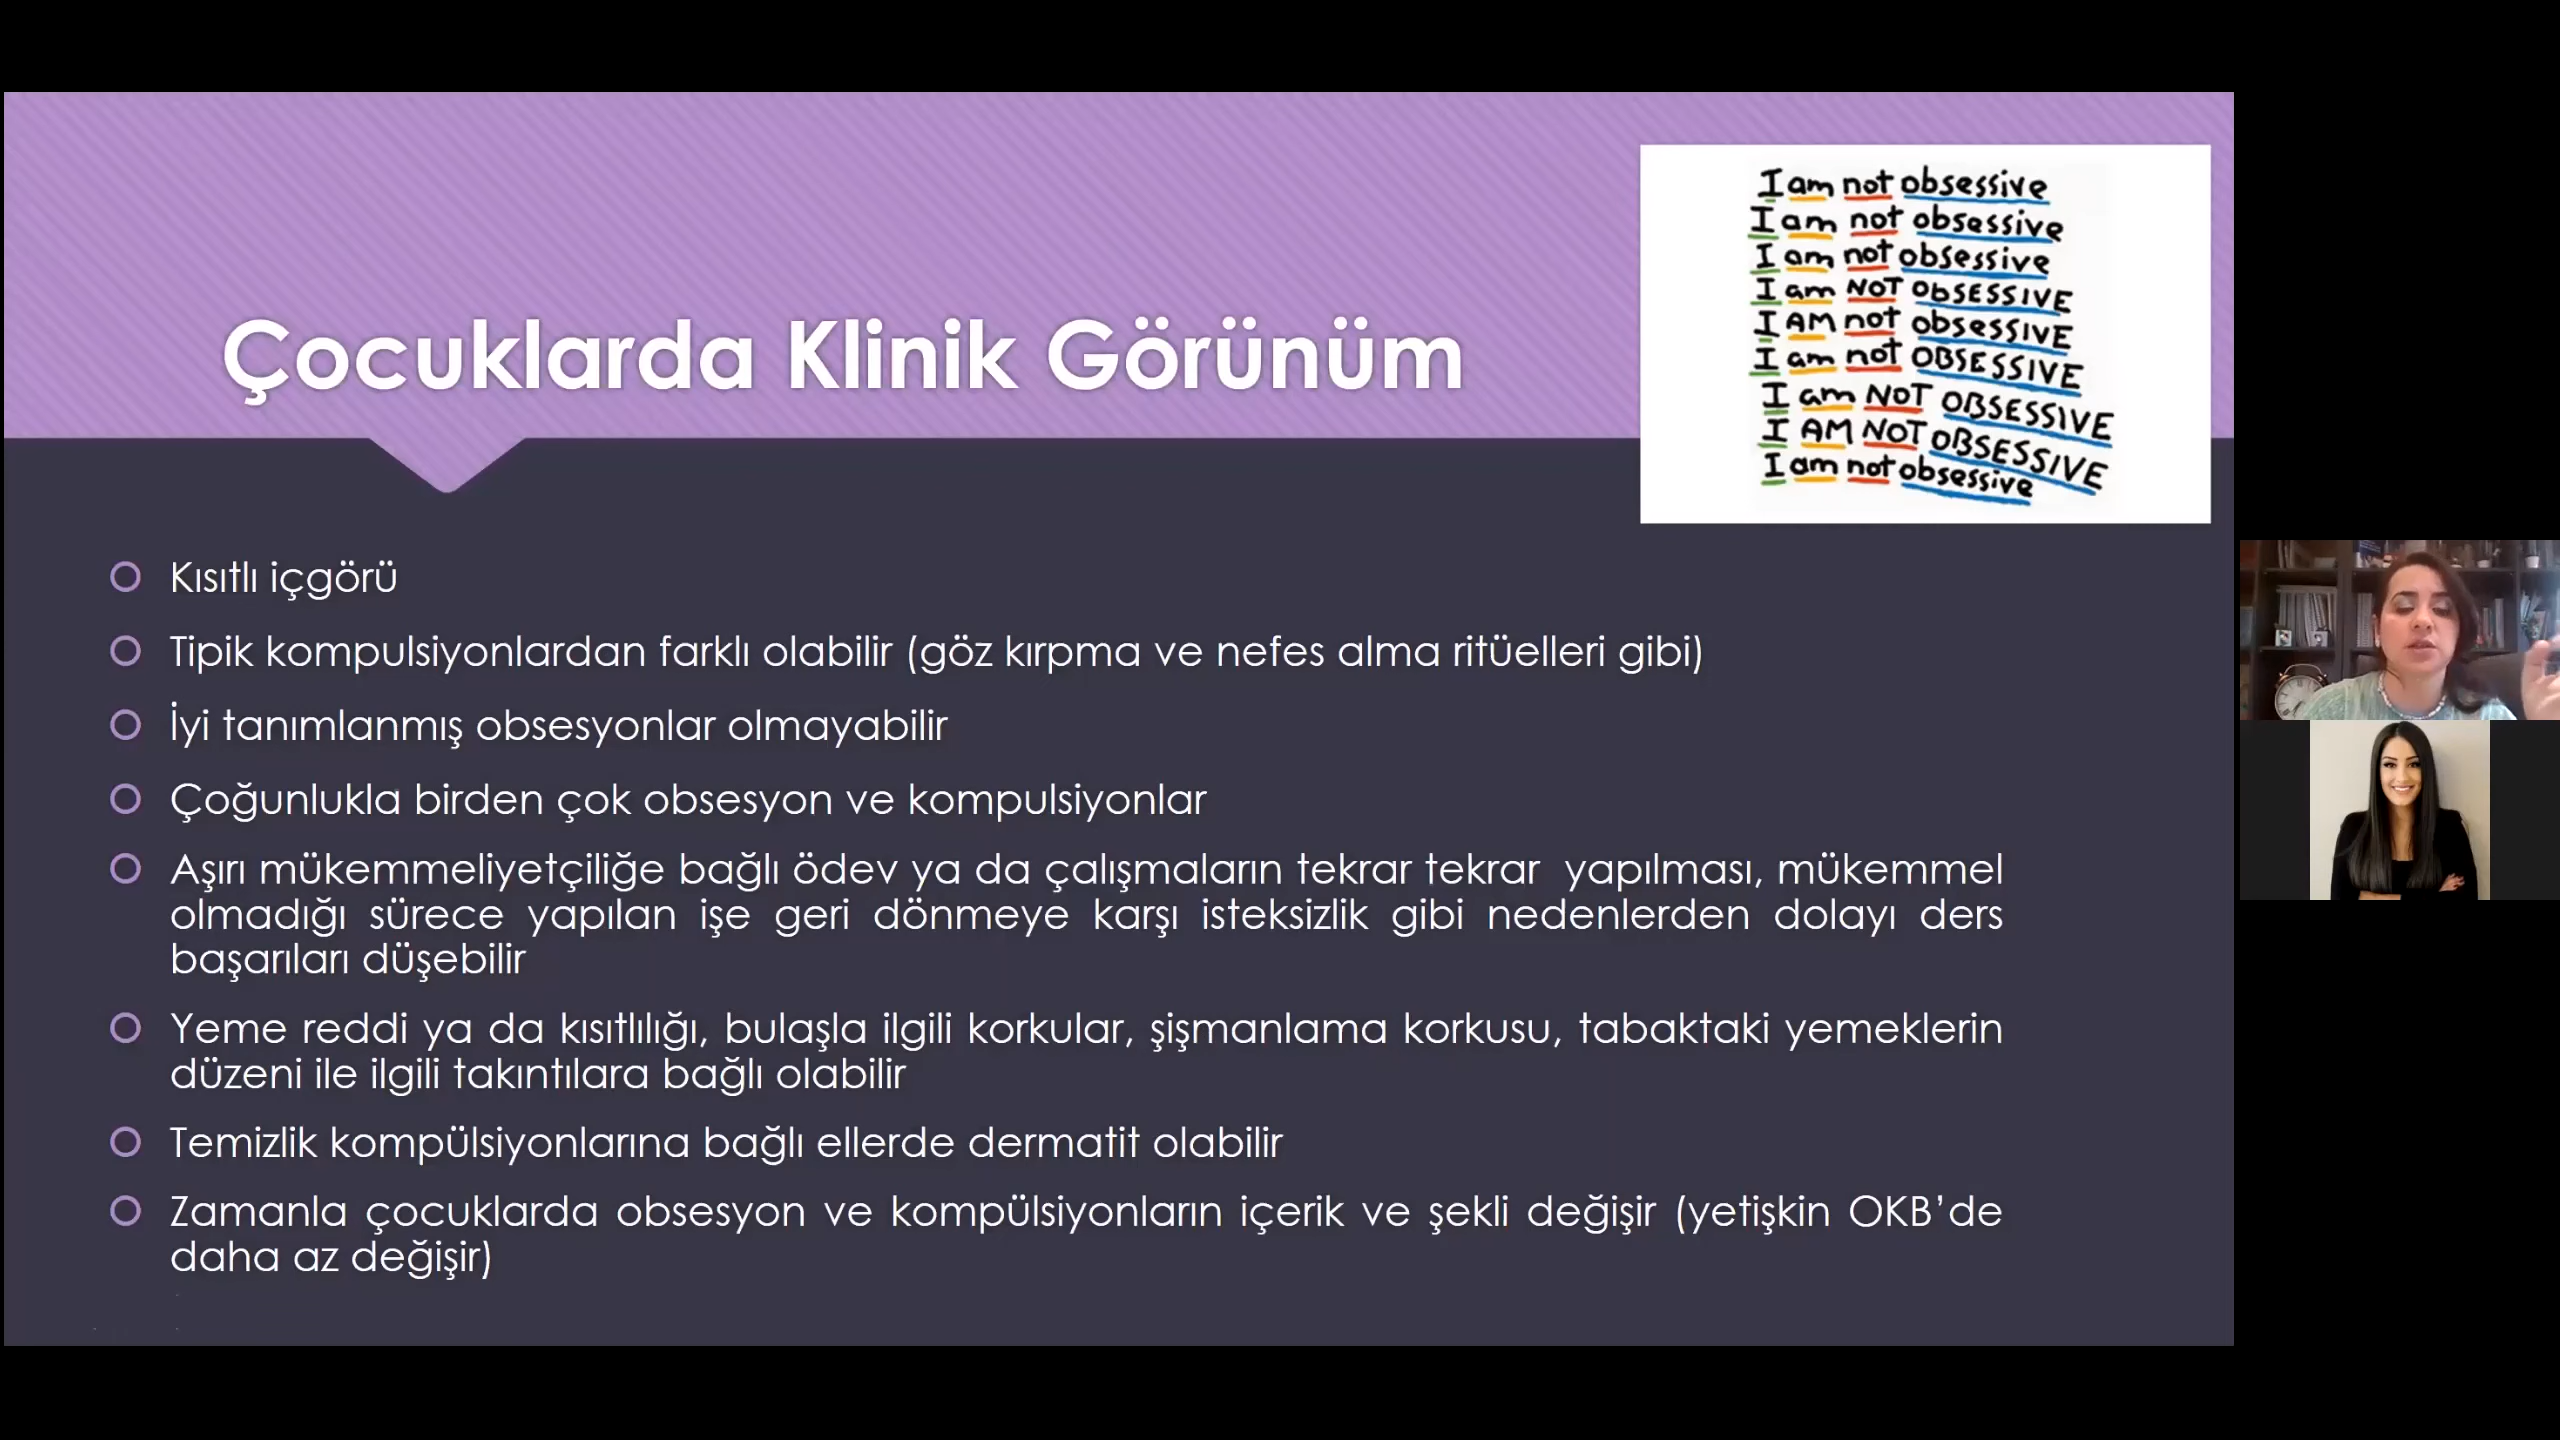 Çocuklarda Klinik Görünüm
I am not obsessive
I am not obsessive
I am not obsessive
I am NOT ObSESSIVE
I AM not obsessIVE
I am not OBSESSIVE
I am NOT OBSESSIVE
I AM NOT OBSESSIVE
I am not obsessive
Kısıtlı içgörü
Tipik kompulsiyonlardan farklı olabilir (göz kırpma ve nefes alma ritüelleri gibi)
İyi tanımlanmış obsesyonlar olmayabilir
Çoğunlukla birden çok obsesyon ve kompulsiyonlar
Aşırı mükemmeliyetçiliğe bağlı ödev ya da çalışmaların tekrar tekrar yapılması, mükemmel
olmadığı sürece yapılan işe geri dönmeye karşı isteksizlik gibi nedenlerden dolayı ders
başarıları düşebilir
Yeme reddi ya da kısıtlılığı, bulaşla ilgili korkular, şişmanlama korkusu, tabaktaki yemeklerin
düzeni ile ilgili takıntılara bağlı olabilir
Temizlik kompülsiyonlarına bağlı ellerde dermatit olabilir
Zamanla çocuklarda obsesyon ve kompülsiyonların içerik ve şekli değişir (yetişkin OKB’de
daha az değişir)